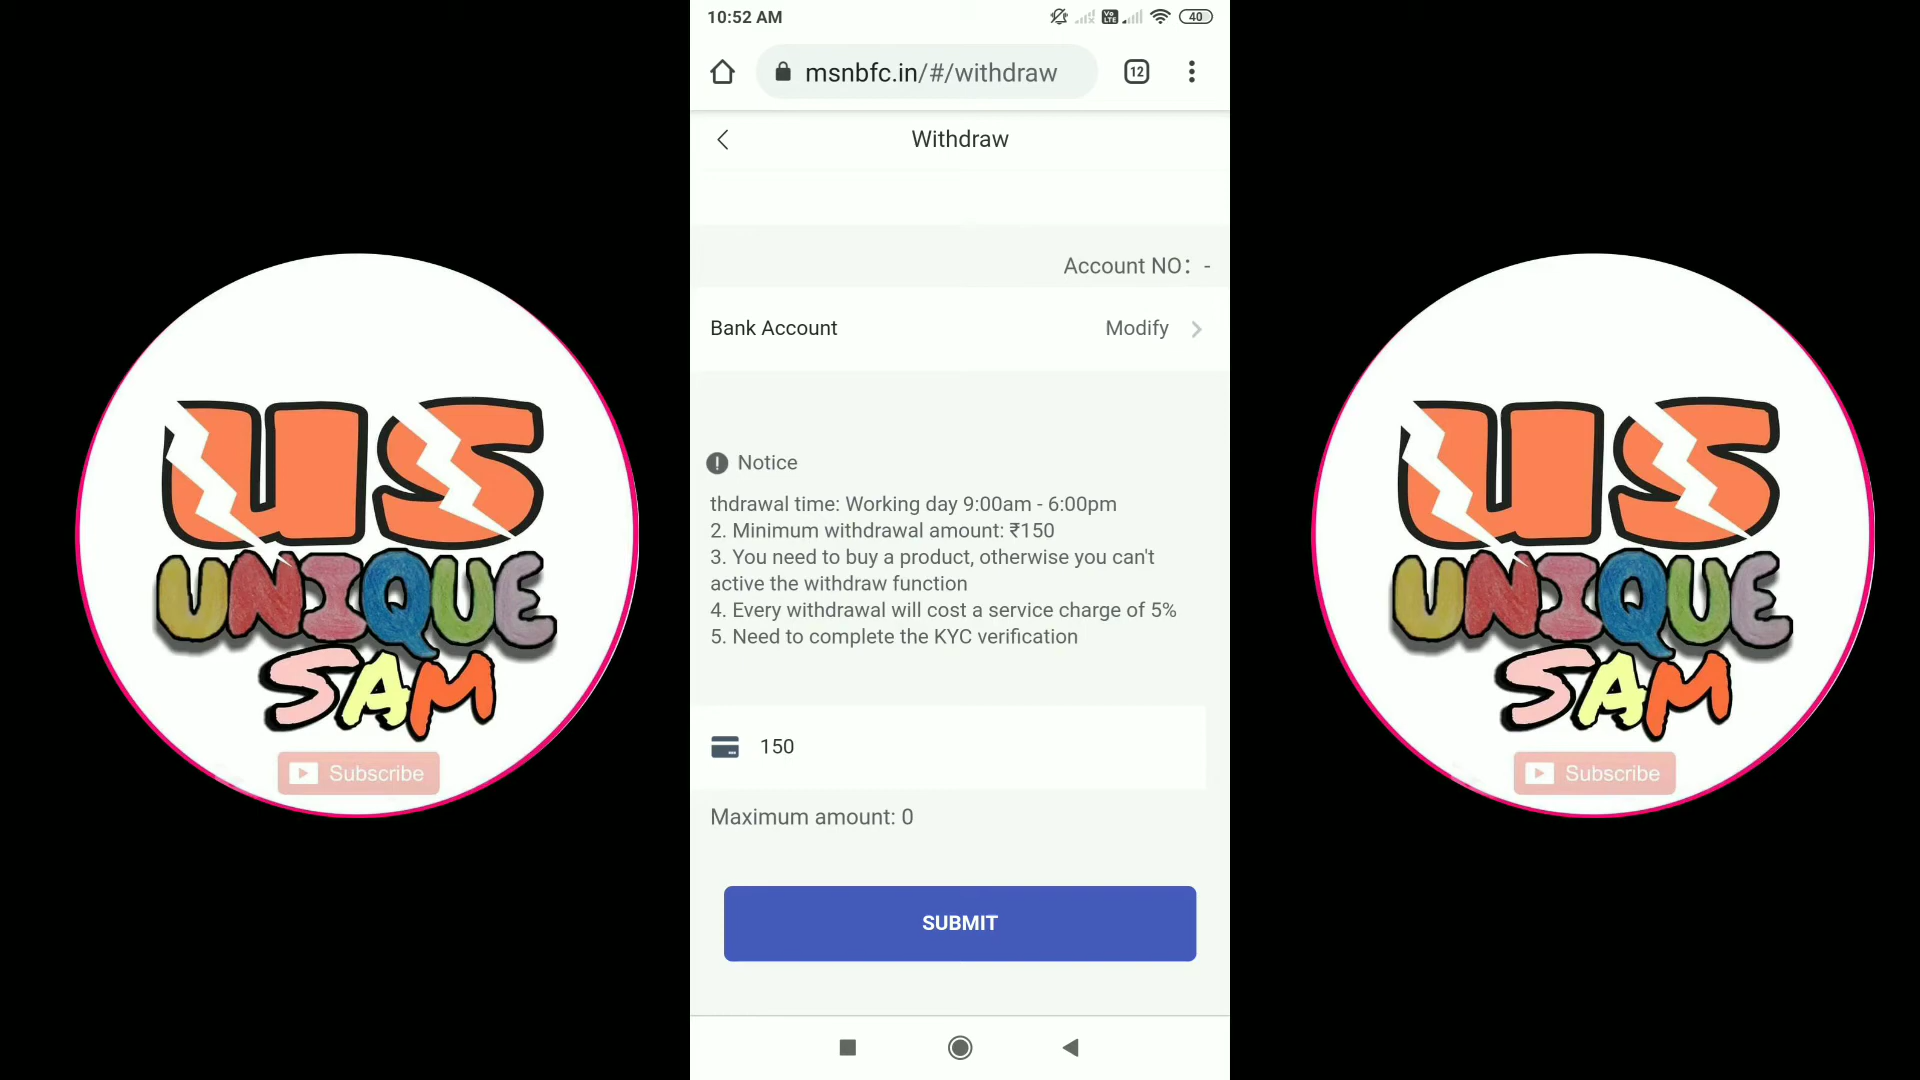 10:52 AM
Vo LTE
40
msnbfc.in/#/withdraw
12
Withdraw
Account NO: -
Bank Account
Modify
Notice
thdrawal time: Working day 9:00am - 6:00pm
2. Minimum withdrawal amount: ₹150
3. You need to buy a product, otherwise you can't
active the withdraw function
4. Every withdrawal will cost a service charge of 5%
5. Need to complete the KYC verification
150
Maximum amount: 0
SUBMIT
US
UNIQUE
SAM
Subscribe
US
UNIQUE
SAM
Subscribe